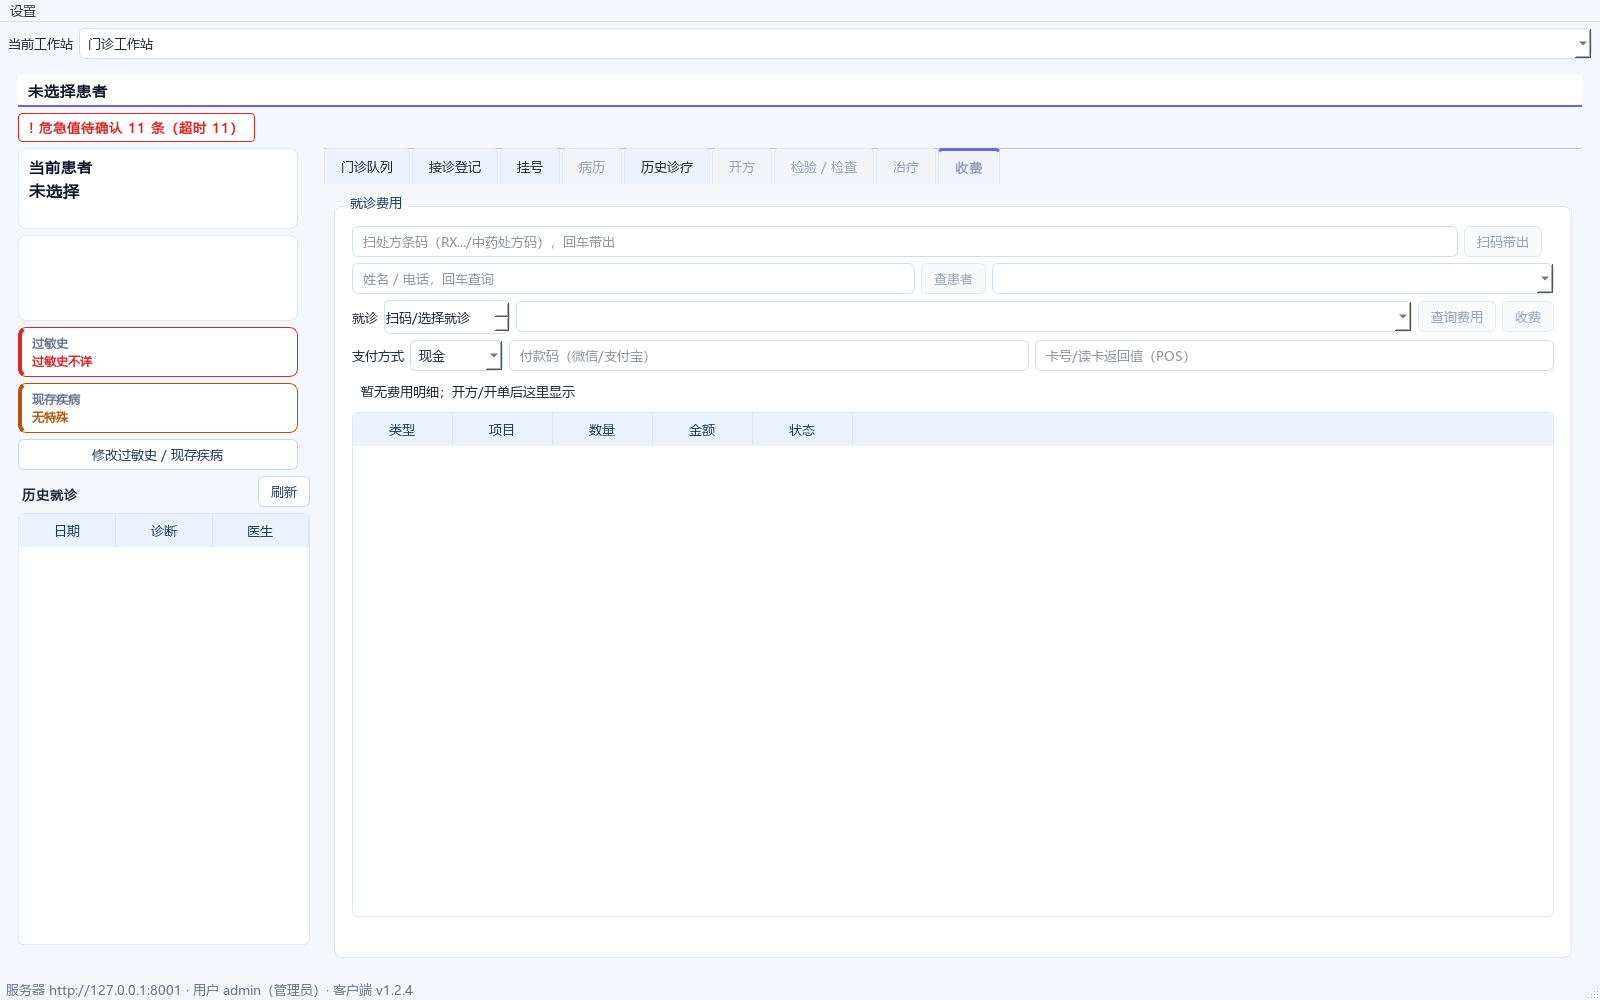 设置
当前工作站 门诊工作站
未选择患者
! 危急值待确认 11 条（超时 11）
当前患者
未选择
过敏史
过敏史不详
现存疾病
无特殊
修改过敏史 / 现存疾病
历史就诊 刷新
日期 诊断 医生
门诊队列 接诊登记 挂号 病历 历史诊疗 开方 检验 / 检查 治疗 收费
就诊费用
扫处方条码（RX.../中药处方码），回车带出 扫码带出
姓名 / 电话，回车查询 查患者
就诊 扫码/选择就诊 查询费用 收费
支付方式 现金 付款码（微信/支付宝） 卡号/读卡返回值（POS）
暂无费用明细；开方/开单后这里显示
类型 项目 数量 金额 状态
服务器 http://127.0.0.1:8001 · 用户 admin（管理员）· 客户端 v1.2.4